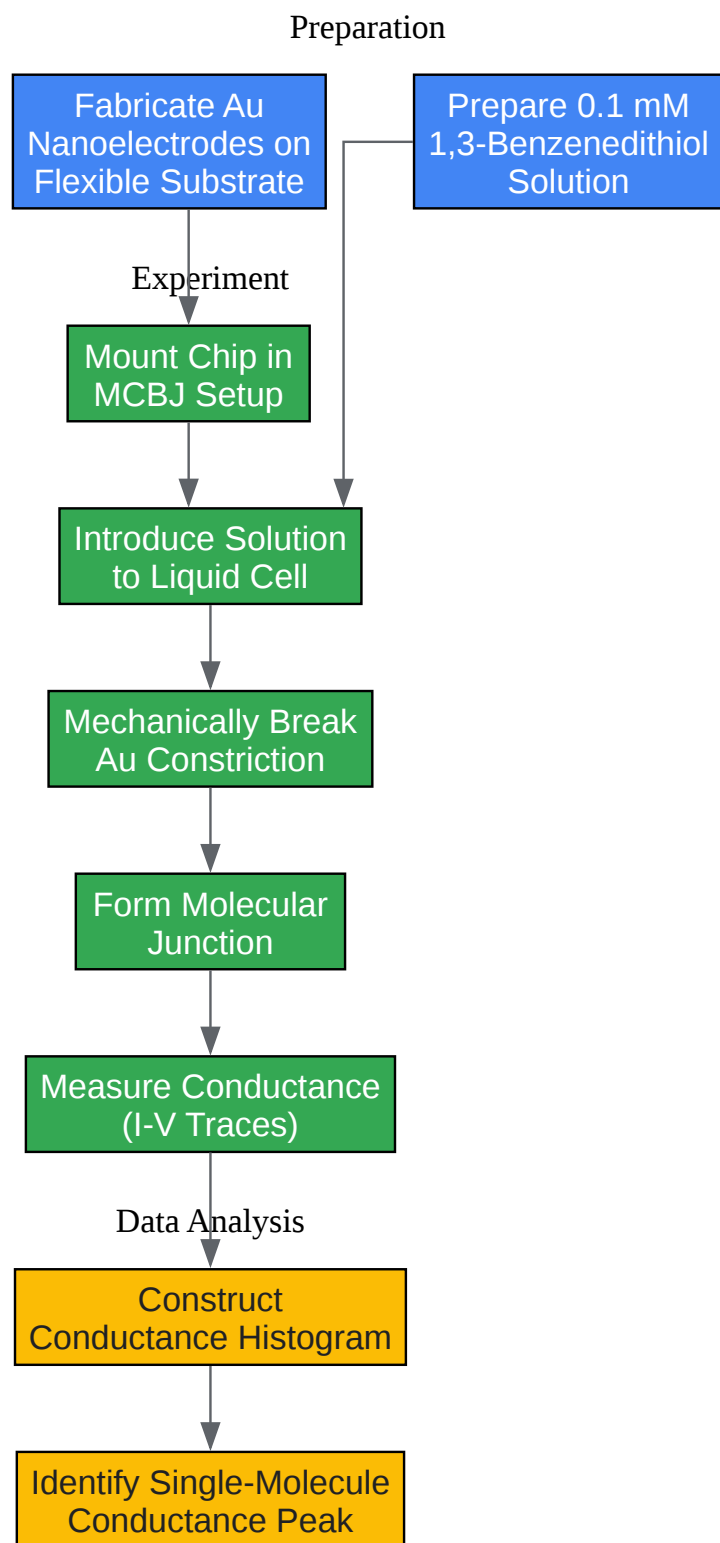 Preparation
Fabricate Au
Nanoelectrodes on
Flexible Substrate
Prepare 0.1 mM
1,3-Benzenedithiol
Solution
Experiment
Mount Chip in
MCBJ Setup
Introduce Solution
to Liquid Cell
Mechanically Break
Au Constriction
Form Molecular
Junction
Measure Conductance
(I-V Traces)
Data Analysis
Construct
Conductance Histogram
Identify Single-Molecule
Conductance Peak